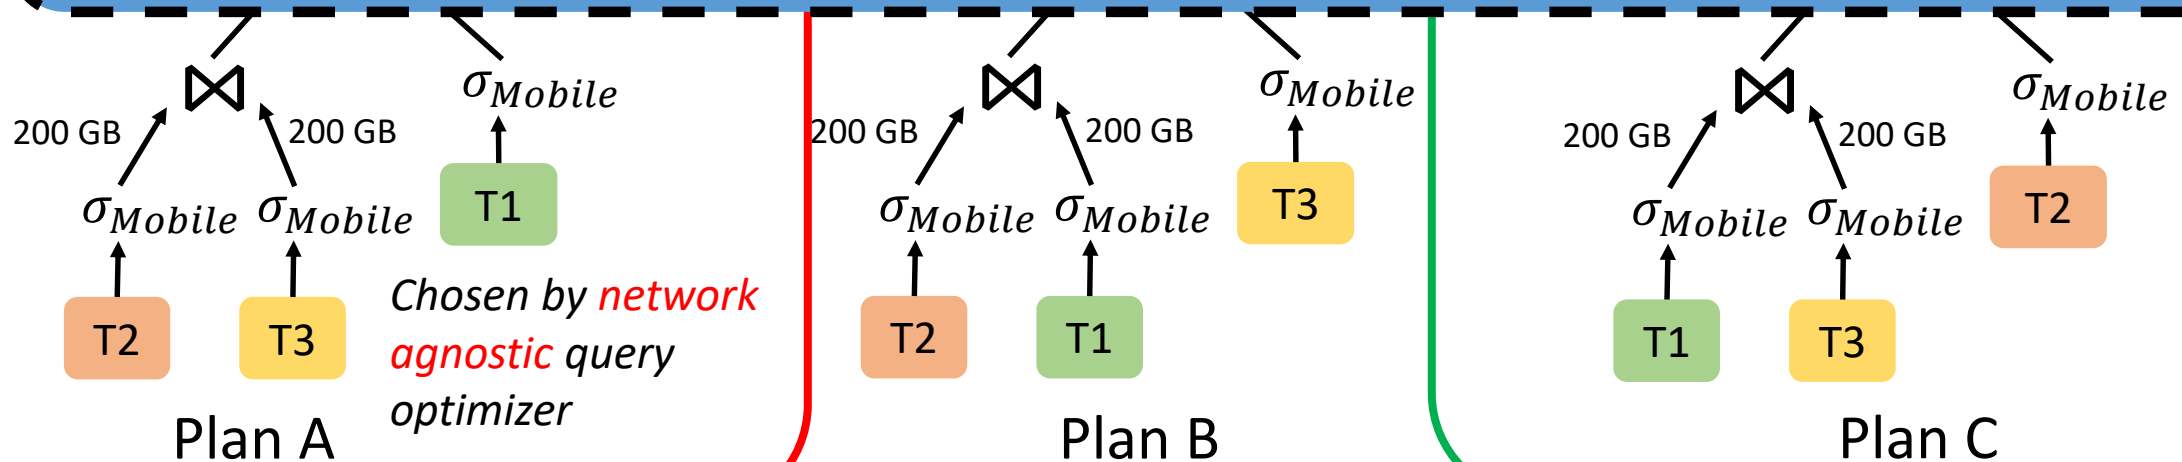 σMobile
200 GB
200 GB
T1
σMobile
σMobile
T2
T3
Chosen by network
agnostic query
optimizer
Plan A
σMobile
200 GB
200 GB
T3
σMobile
σMobile
T2
T1
Plan B
σMobile
200 GB
200 GB
T2
σMobile
σMobile
T1
T3
Plan C